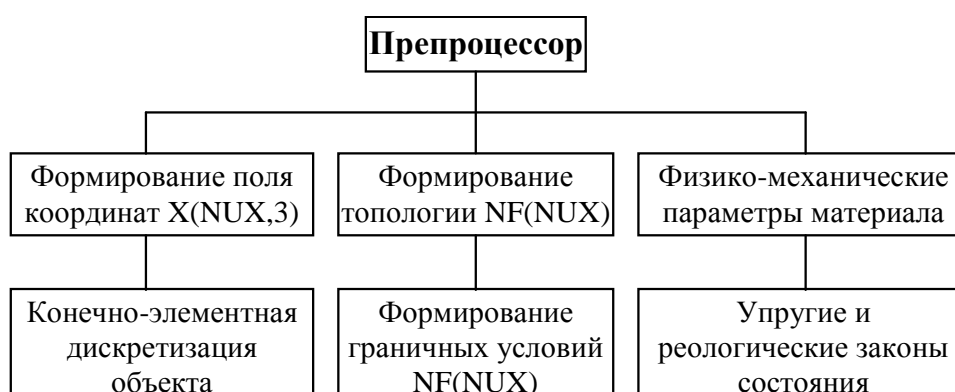 Препроцессор
Формирование поля
координат X(NUX,3)
Формирование
топологии NF(NUX)
Физико-механические
параметры материала
Конечно-элементная
дискретизация
объекта
Формирование
граничных условий
NF(NUX)
Упругие и
реологические законы
состояния